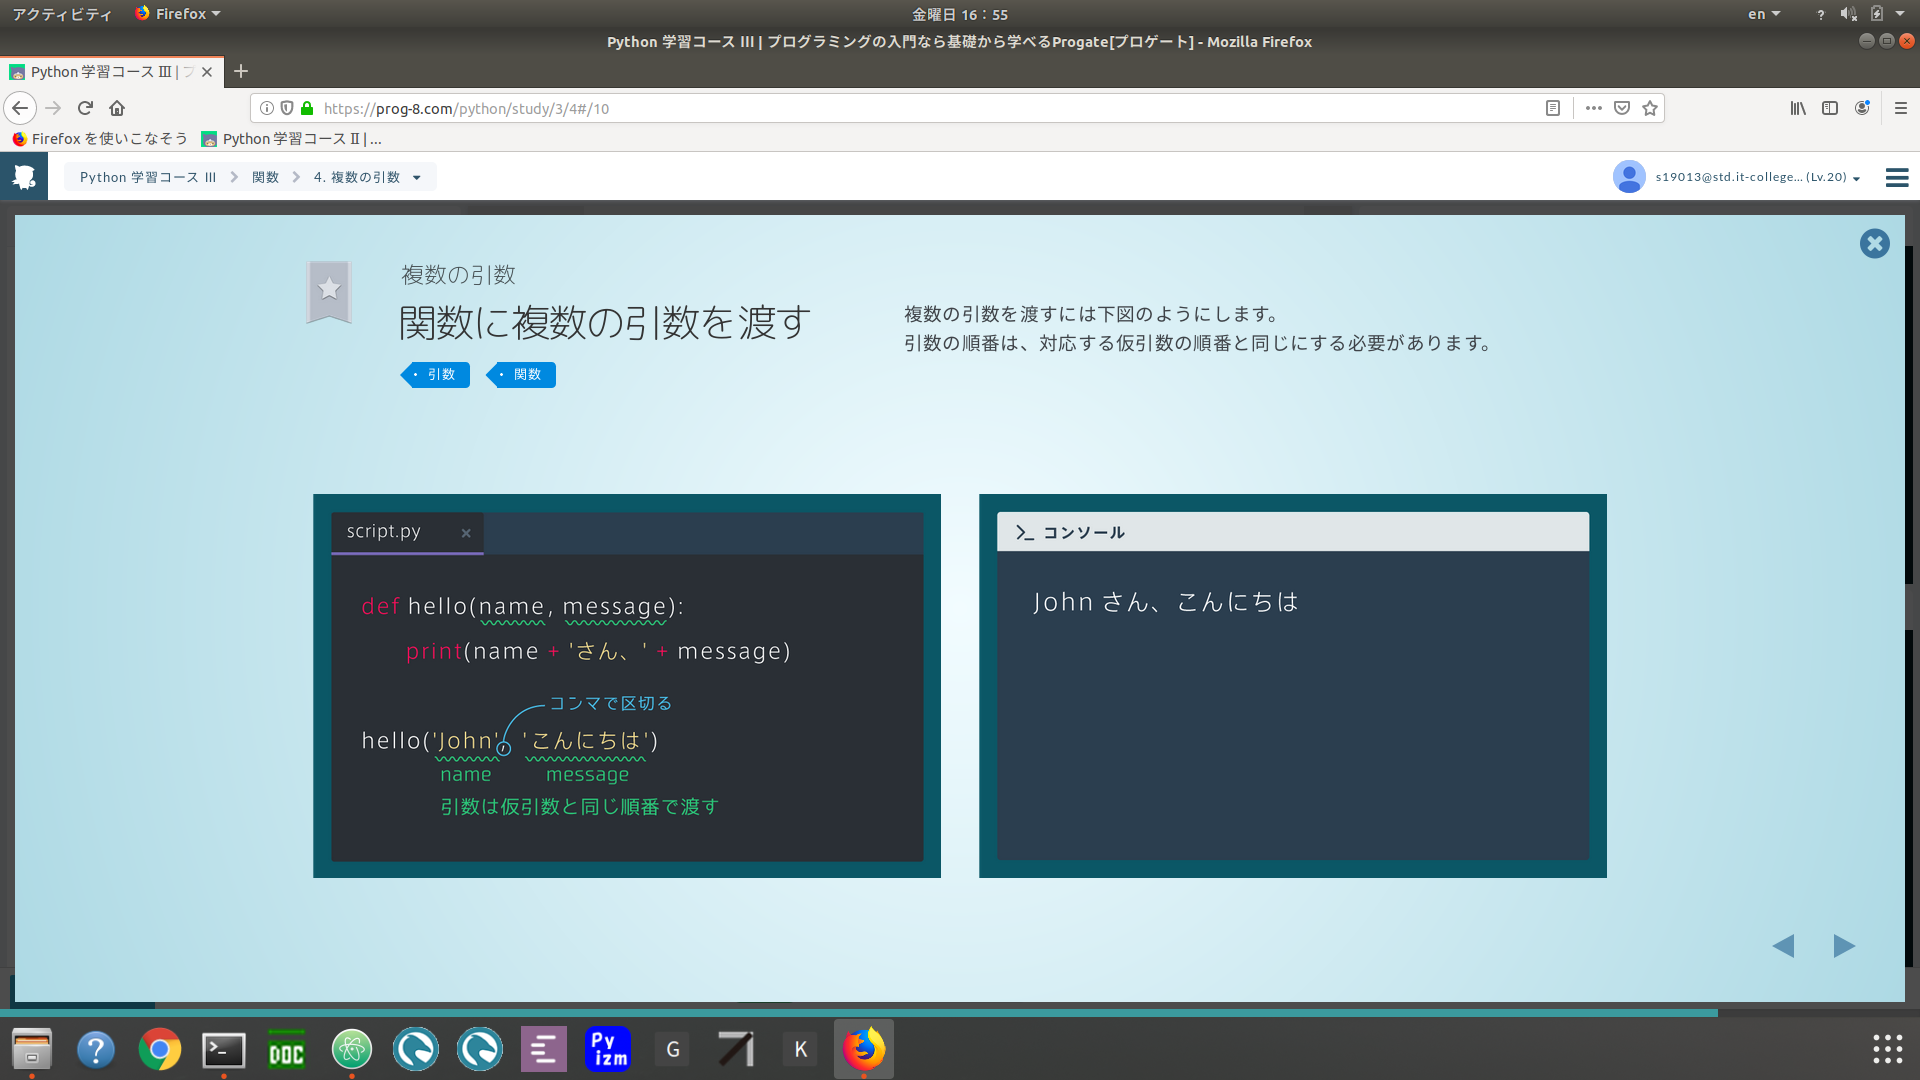 アクティビティ Firefox 金曜日 16：55 en ?
Python 学習コース III | プログラミングの入門なら基礎から学べるProgate[プロゲート] - Mozilla Firefox
Python 学習コース III |
https://prog-8.com/python/study/3/4#/10
Firefox を使いこなそう Python 学習コース II | ...
Python 学習コース III 関数 4. 複数の引数 s19013@std.it-college... (Lv.20)
複数の引数
関数に複数の引数を渡す
引数 関数
複数の引数を渡すには下図のようにします。
引数の順番は、対応する仮引数の順番と同じにする必要があります。
script.py ×
def hello(name, message):
print(name + 'さん、' + message)
コンマで区切る
hello('John', 'こんにちは')
name message
引数は仮引数と同じ順番で渡す
>_ コンソール
John さん、こんにちは
? >_ DOC E Py izm G K